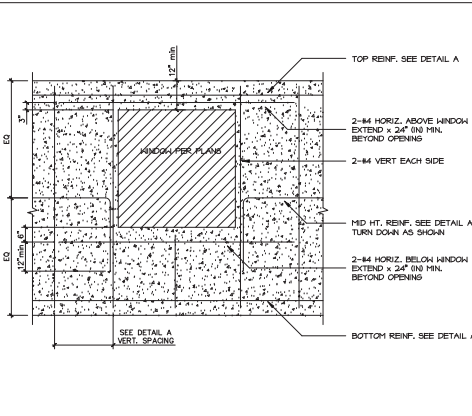 12" min
TOP REINF. SEE DETAIL A
EQ
3"
2-#4 HORIZ. ABOVE WINDOW
EXTEND x 24" (IN) MIN.
BEYOND OPENING
WINDOW PER PLANS
2-#4 VERT EACH SIDE
MID HT. REINF. SEE DETAIL A
TURN DOWN AS SHOWN
EQ
12"min
6"
2-#4 HORIZ. BELOW WINDOW
EXTEND x 24" (IN) MIN.
BEYOND OPENING
SEE DETAIL A
VERT. SPACING
BOTTOM REINF. SEE DETAIL A